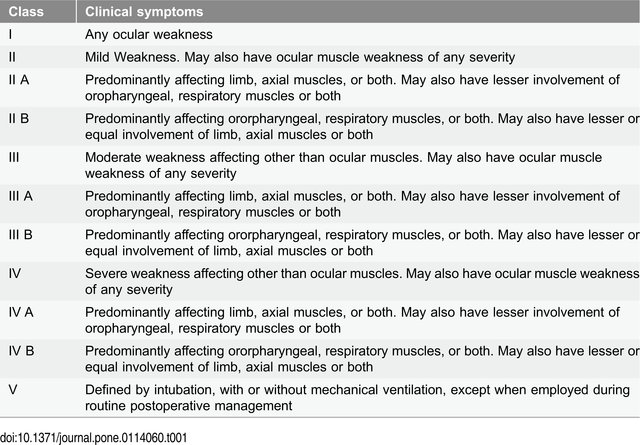 Class Clinical symptoms
I Any ocular weakness
II Mild Weakness. May also have ocular muscle weakness of any severity
II A Predominantly affecting limb, axial muscles, or both. May also have lesser involvement of
oropharyngeal, respiratory muscles or both
II B Predominantly affecting ororpharyngeal, respiratory muscles, or both. May also have lesser or
equal involvement of limb, axial muscles or both
III Moderate weakness affecting other than ocular muscles. May also have ocular muscle
weakness of any severity
III A Predominantly affecting limb, axial muscles, or both. May also have lesser involvement of
oropharyngeal, respiratory muscles or both
III B Predominantly affecting ororpharyngeal, respiratory muscles, or both. May also have lesser or
equal involvement of limb, axial muscles or both
IV Severe weakness affecting other than ocular muscles. May also have ocular muscle weakness
of any severity
IV A Predominantly affecting limb, axial muscles, or both. May also have lesser involvement of
oropharyngeal, respiratory muscles or both
IV B Predominantly affecting ororpharyngeal, respiratory muscles, or both. May also have lesser or
equal involvement of limb, axial muscles or both
V Defined by intubation, with or without mechanical ventilation, except when employed during
routine postoperative management
doi:10.1371/journal.pone.0114060.t001